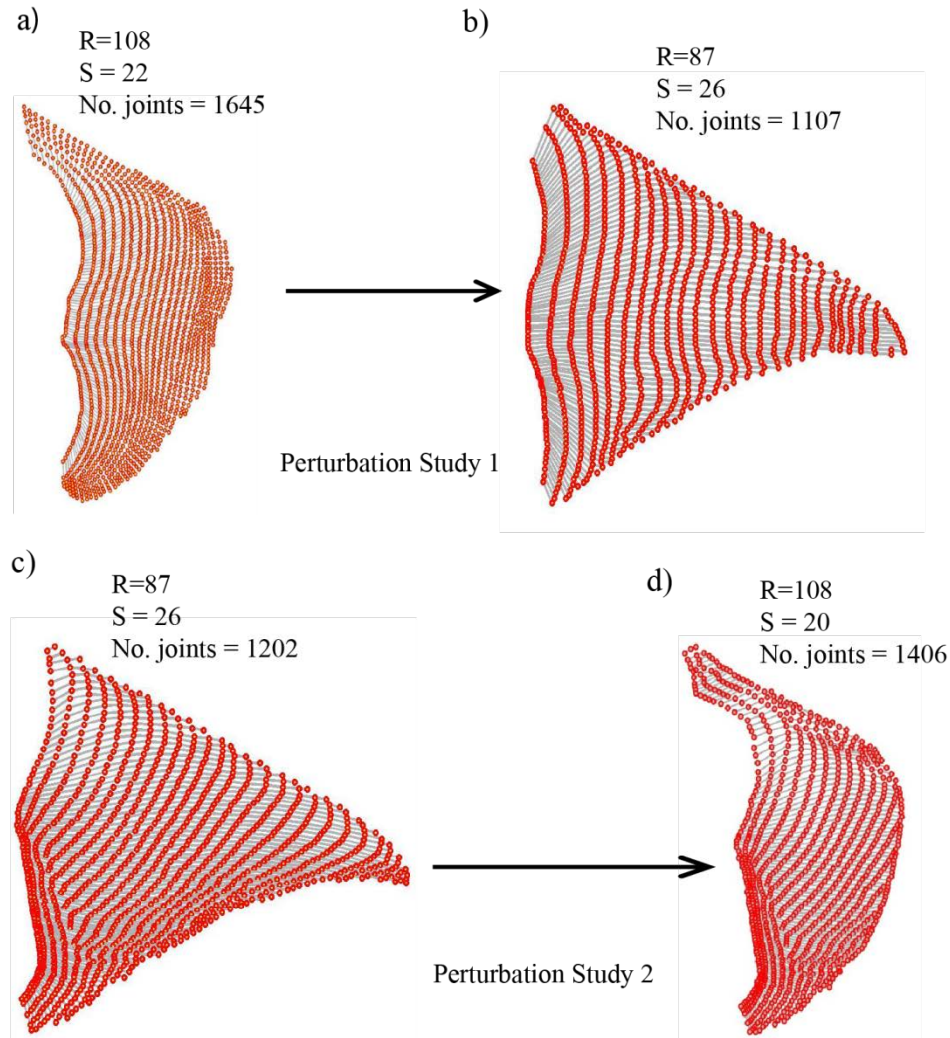 a)
R=108
S = 22
No. joints = 1645
b)
R=87
S = 26
No. joints = 1107
Perturbation Study 1
c)
R=87
S = 26
No. joints = 1202
d)
R=108
S = 20
No. joints = 1406
Perturbation Study 2